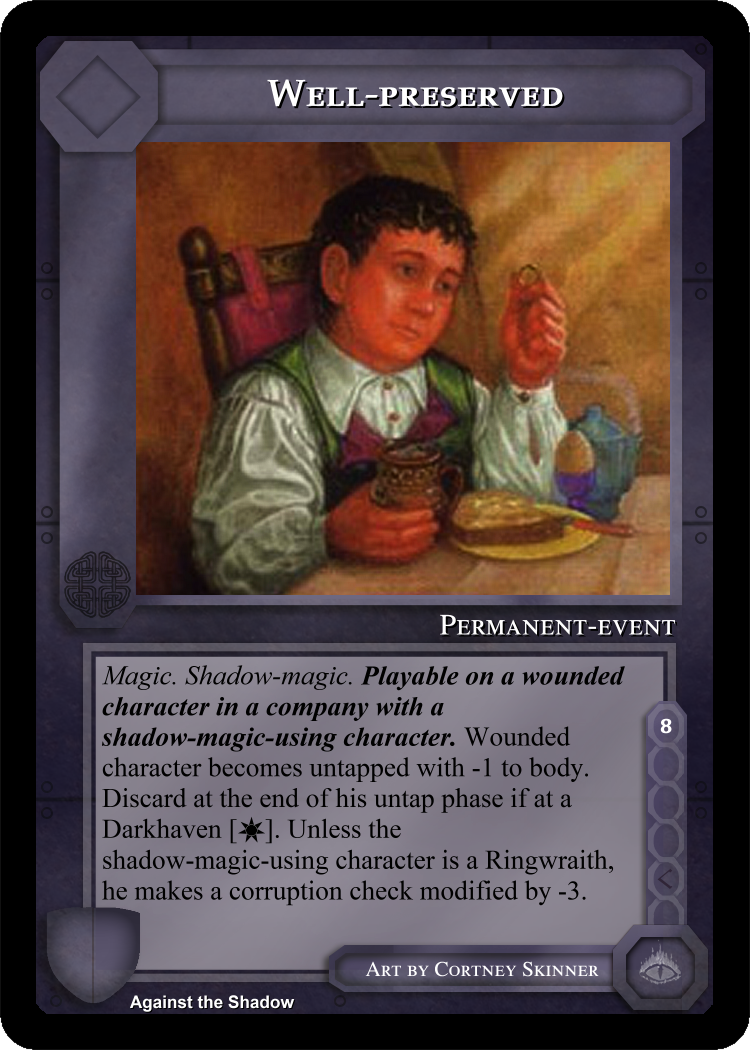 Well-preserved
Permanent-event
Magic. Shadow-magic. Playable on a wounded
character in a company with a
shadow-magic-using character. Wounded
character becomes untapped with -1 to body.
Discard at the end of his untap phase if at a
Darkhaven [✷]. Unless the
shadow-magic-using character is a Ringwraith,
he makes a corruption check modified by -3.
8
Art by Cortney Skinner
Against the Shadow